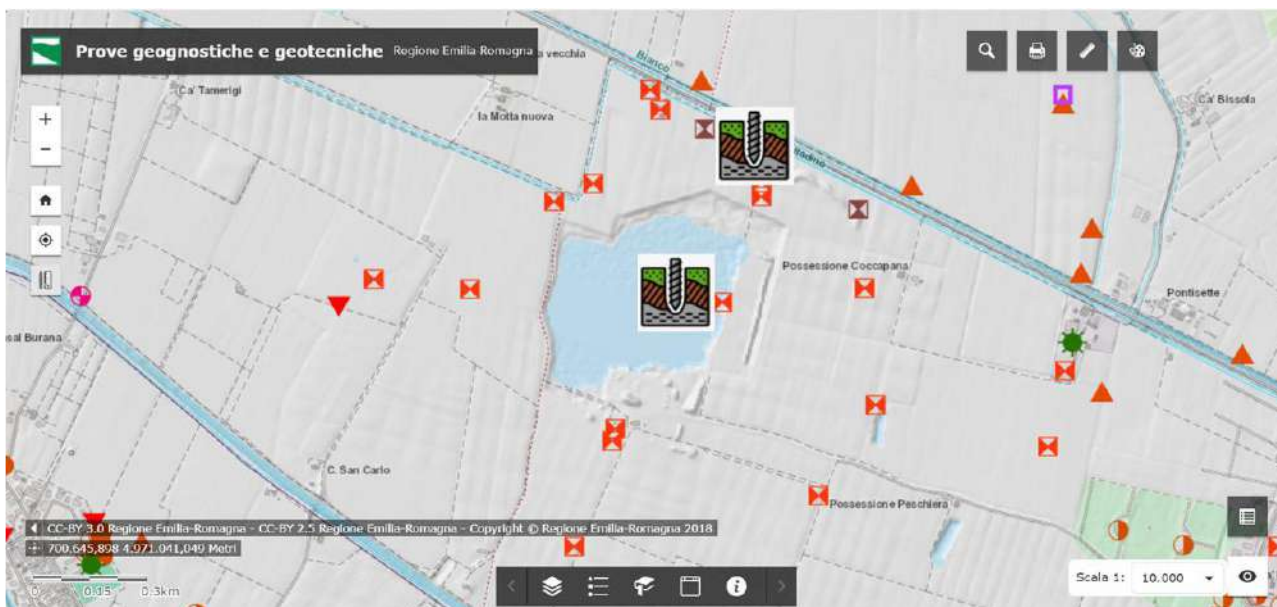 Prove geognostiche e geotecniche Regione Emilia-Romagna
vecchia
Bianco
Ca' Tamerigi
la Motta nuova
Ca' Bissola
Possessione Coccapana
Pontisette
Burana
C. San Carlo
Possessione Peschiera
CC-BY 3.0 Regione Emilia-Romagna - CC-BY 2.5 Regione Emilia-Romagna - Copyright © Regione Emilia-Romagna 2018
700.645,898 4.971.041,049 Metri
0 0.15 0.3km
Scala 1: 10.000